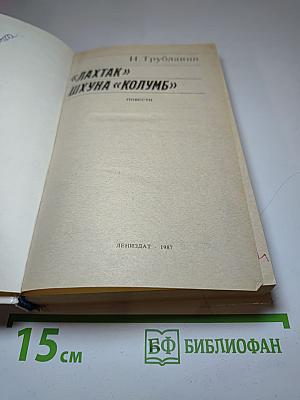 Н. Трублаини
«ЛАХТАК»
ШХУНА «КОЛУМБ»
ПОВЕСТИ
ЛЕНИЗДАТ · 1987
15 см
БФ БИБЛИОФАН